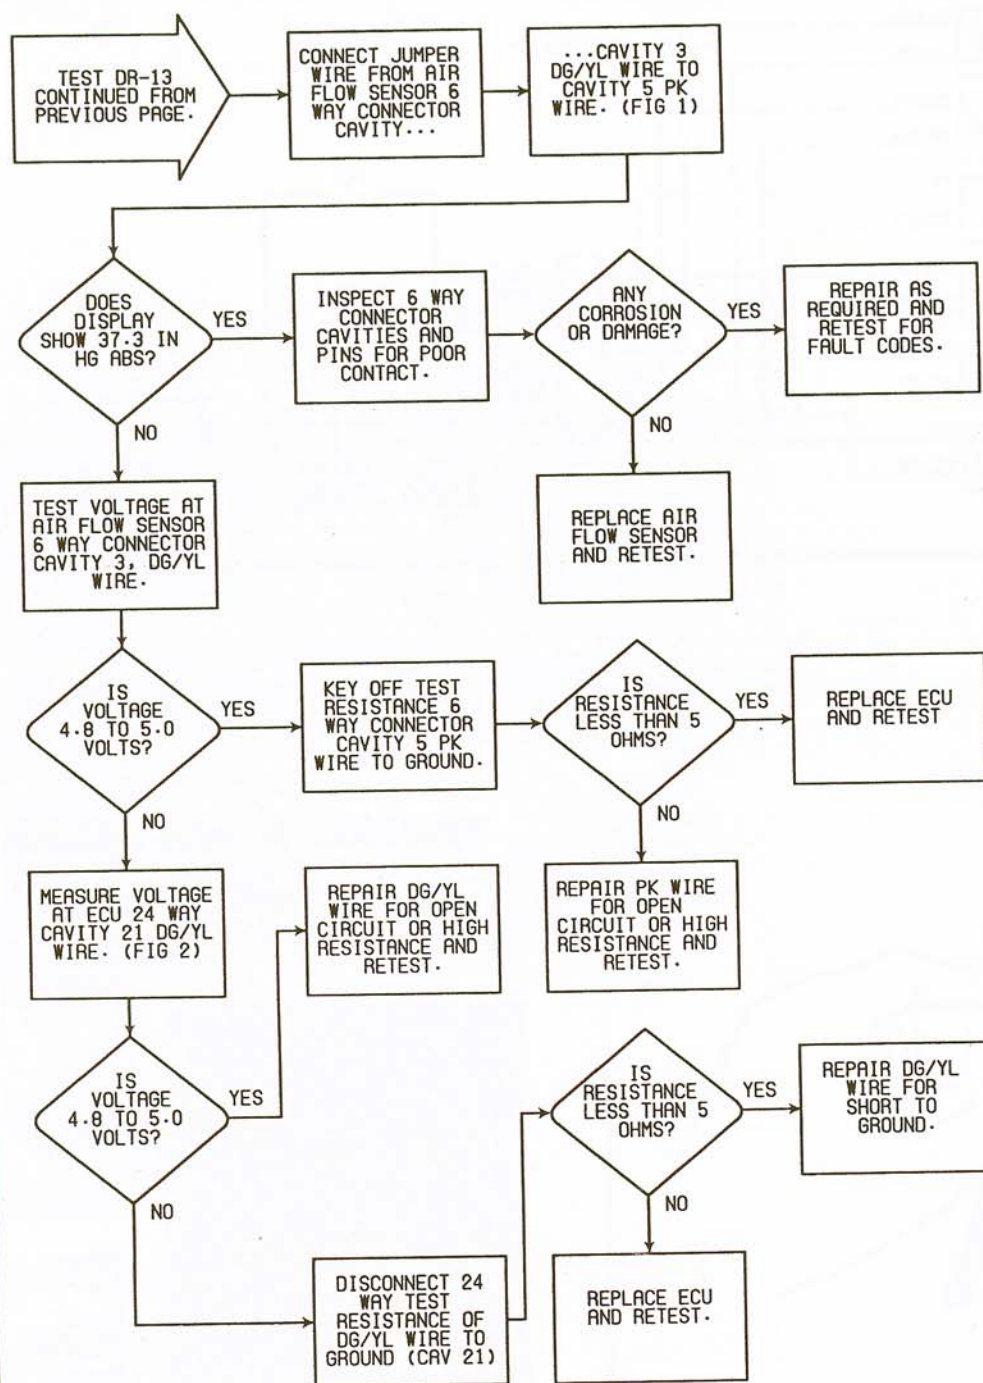 TEST DR-13
CONTINUED FROM
PREVIOUS PAGE.
CONNECT JUMPER
WIRE FROM AIR
FLOW SENSOR 6
WAY CONNECTOR
CAVITY...
...CAVITY 3
DG/YL WIRE TO
CAVITY 5 PK
WIRE. (FIG 1)
DOES
DISPLAY
SHOW 37.3 IN
HG ABS?
YES
NO
INSPECT 6 WAY
CONNECTOR
CAVITIES AND
PINS FOR POOR
CONTACT.
ANY
CORROSION
OR DAMAGE?
YES
NO
REPAIR AS
REQUIRED AND
RETEST FOR
FAULT CODES.
REPLACE AIR
FLOW SENSOR
AND RETEST.
TEST VOLTAGE AT
AIR FLOW SENSOR
6 WAY CONNECTOR
CAVITY 3, DG/YL
WIRE.
IS
VOLTAGE
4.8 TO 5.0
VOLTS?
YES
NO
KEY OFF TEST
RESISTANCE 6
WAY CONNECTOR
CAVITY 5 PK
WIRE TO GROUND.
IS
RESISTANCE
LESS THAN 5
OHMS?
YES
NO
REPLACE ECU
AND RETEST
REPAIR PK WIRE
FOR OPEN
CIRCUIT OR HIGH
RESISTANCE AND
RETEST.
MEASURE VOLTAGE
AT ECU 24 WAY
CAVITY 21 DG/YL
WIRE. (FIG 2)
REPAIR DG/YL
WIRE FOR OPEN
CIRCUIT OR HIGH
RESISTANCE AND
RETEST.
IS
VOLTAGE
4.8 TO 5.0
VOLTS?
YES
NO
DISCONNECT 24
WAY TEST
RESISTANCE OF
DG/YL WIRE TO
GROUND (CAV 21)
IS
RESISTANCE
LESS THAN 5
OHMS?
YES
NO
REPAIR DG/YL
WIRE FOR
SHORT TO
GROUND.
REPLACE ECU
AND RETEST.